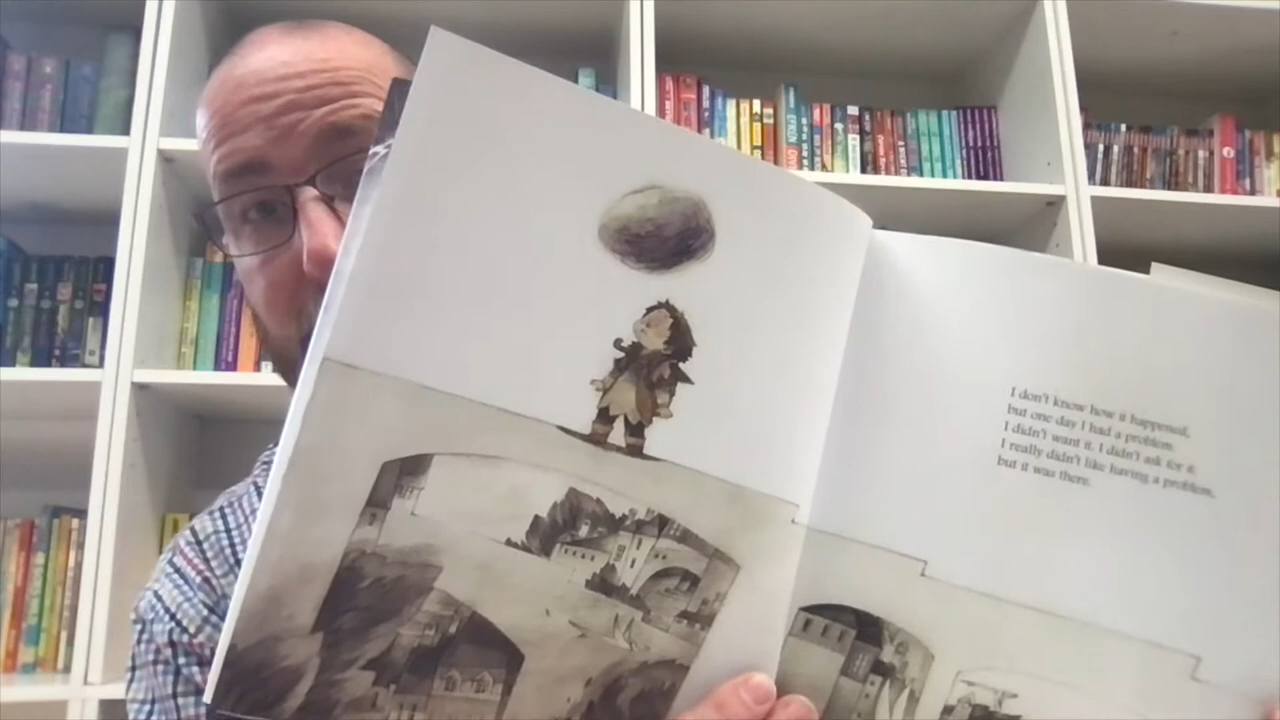 I don't know how it happened,
but one day I had a problem.
I didn't want it. I didn't ask for it.
I really didn't like having a problem,
but it was there.